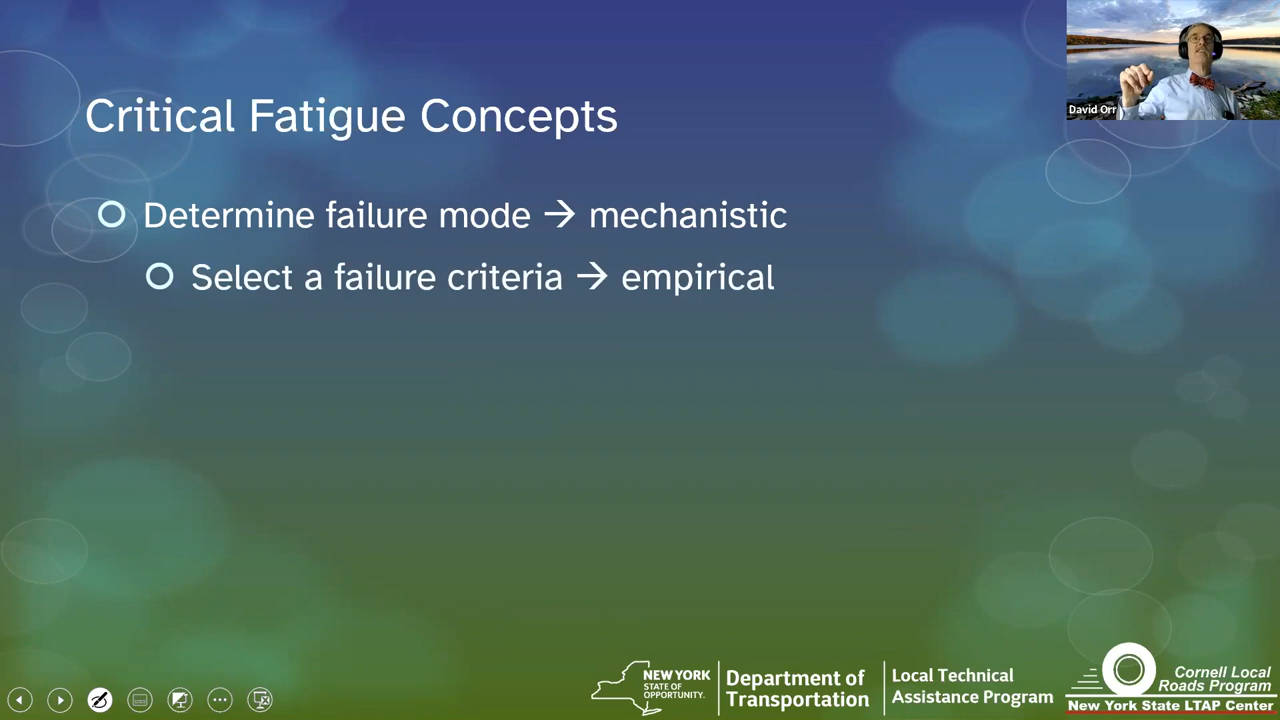 David Orr
Critical Fatigue Concepts
Determine failure mode → mechanistic
Select a failure criteria → empirical
NEW YORK
STATE OF
OPPORTUNITY.
Department of
Transportation
Local Technical
Assistance Program
Cornell Local
Roads Program
New York State LTAP Center